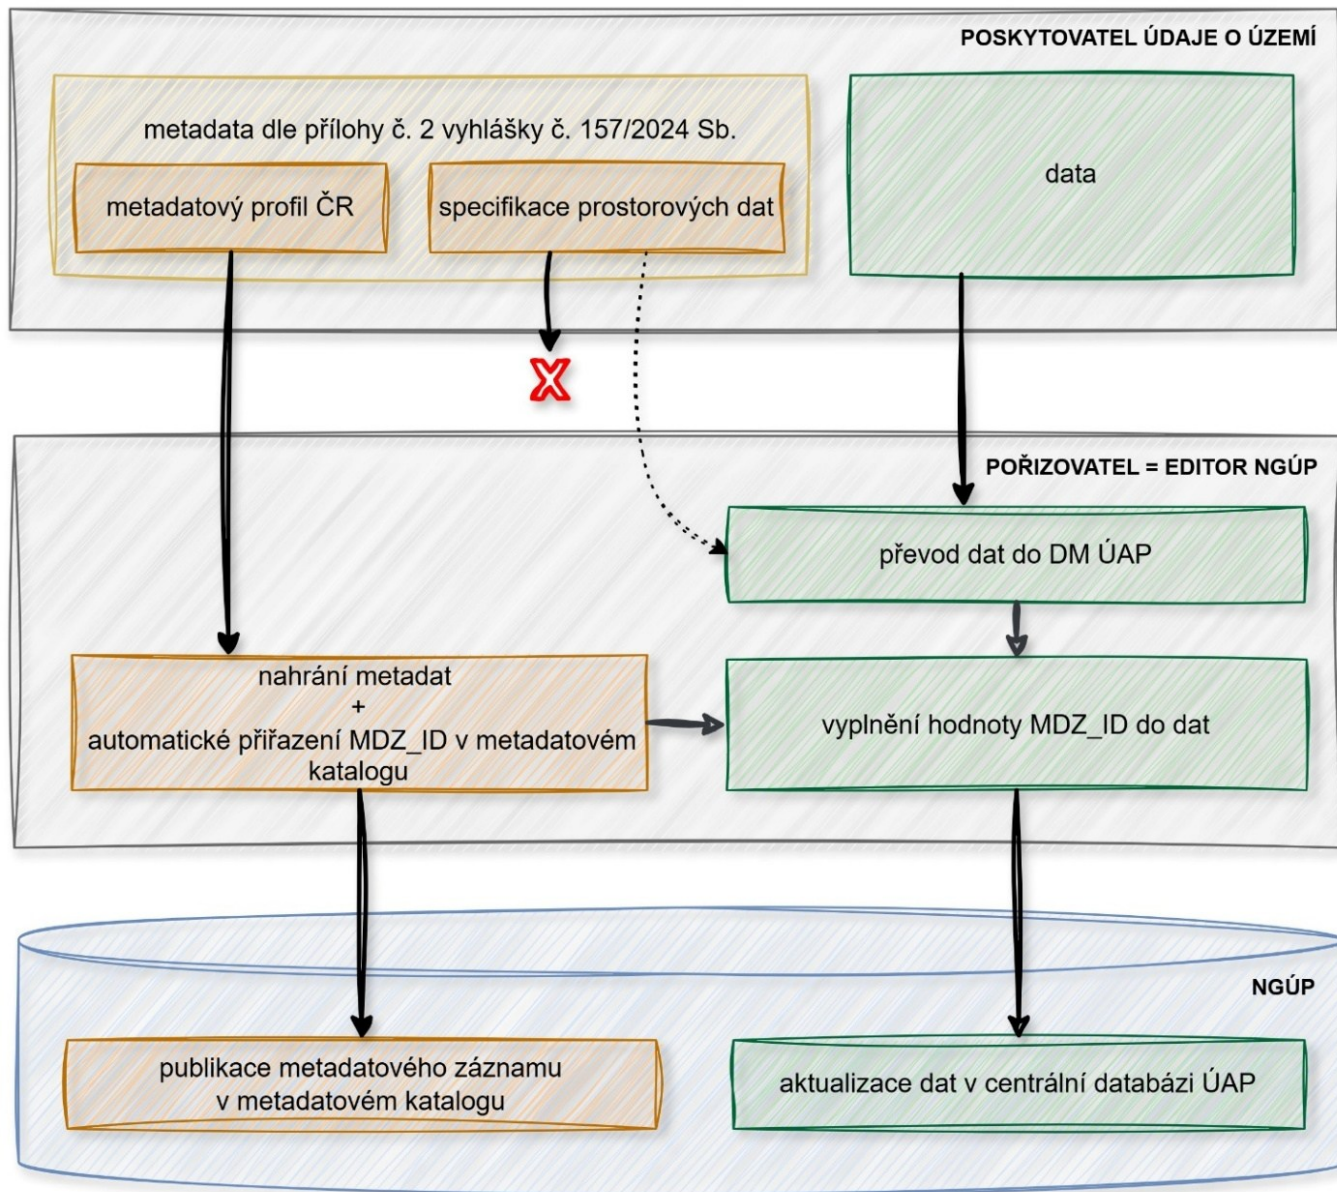 POSKYTOVATEL ÚDAJE O ÚZEMÍ
metadata dle přílohy č. 2 vyhlášky č. 157/2024 Sb.
metadatový profil ČR
specifikace prostorových dat
data
X
POŘIZOVATEL = EDITOR NGÚP
převod dat do DM ÚAP
nahrání metadat
+
automatické přiřazení MDZ_ID v metadatovém
katalogu
vyplnění hodnoty MDZ_ID do dat
NGÚP
publikace metadatového záznamu
v metadatovém katalogu
aktualizace dat v centrální databázi ÚAP